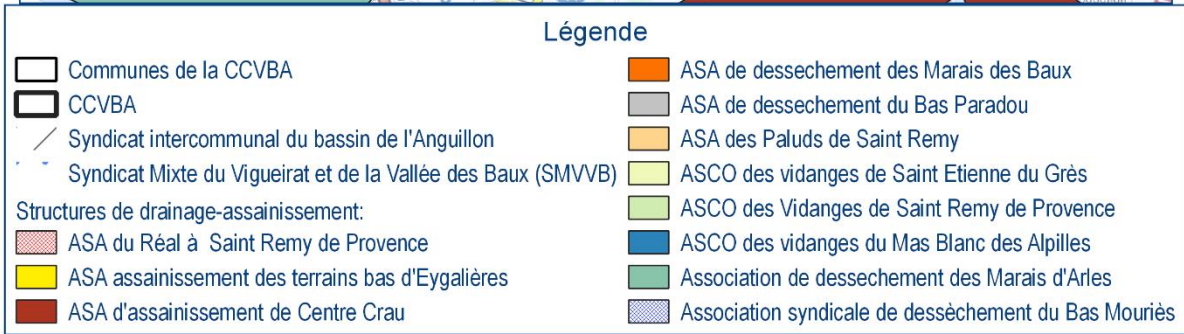 Légende
Communes de la CCVBA
CCVBA
Syndicat intercommunal du bassin de l'Anguillon
Syndicat Mixte du Vigueirat et de la Vallée des Baux (SMVVB)
Structures de drainage-assainissement:
ASA du Réal à Saint Remy de Provence
ASA assainissement des terrains bas d'Eygalières
ASA d'assainissement de Centre Crau
ASA de dessechement des Marais des Baux
ASA de dessechement du Bas Paradou
ASA des Paluds de Saint Remy
ASCO des vidanges de Saint Etienne du Grès
ASCO des Vidanges de Saint Remy de Provence
ASCO des vidanges du Mas Blanc des Alpilles
Association de dessechement des Marais d'Arles
Association syndicale de dessèchement du Bas Mouriès